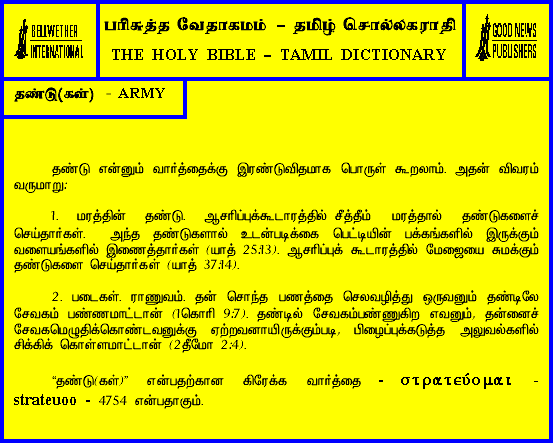 BELLWETHER
INTERNATIONAL
பரிசுத்த வேதாகமம் – தமிழ் சொல்லகராதி
THE HOLY BIBLE – TAMIL DICTIONARY
GOOD NEWS
PUBLISHERS
தண்டு(கள்) - ARMY
தண்டு என்னும் வார்த்தைக்கு இரண்டுவிதமாக பொருள் கூறலாம். அதன் விவரம்
வருமாறு:
1. மரத்தின் தண்டு. ஆசரிப்புக்கூடாரத்தில் சீத்தீம் மரத்தால் தண்டுகளைச்
செய்தார்கள். அந்த தண்டுகளால் உடன்படிக்கை பெட்டியின் பக்கங்களில் இருக்கும்
வளையங்களில் இணைத்தார்கள் (யாத் 25:13). ஆசரிப்புக் கூடாரத்தில் மேஜையை சுமக்கும்
தண்டுகளை செய்தார்கள் (யாத் 37:14).
2. படைகள். ராணுவம். தன் சொந்த பணத்தை செலவழித்து ஒருவனும் தண்டிலே
சேவகம் பண்ணமாட்டான் (1கொரி 9:7). தண்டில் சேவகம்பண்ணுகிற எவனும், தன்னைச்
சேவகமெழுதிக்கொண்டவனுக்கு ஏற்றவனாயிருக்கும்படி, பிழைப்புக்கடுத்த அலுவல்களில்
சிக்கிக் கொள்ளமாட்டான் (2தீமோ 2:4).
“தண்டு(கள்)” என்பதற்கான கிரேக்க வார்த்தை - στρατεύομαι -
strateuoo - 4754 என்பதாகும்.